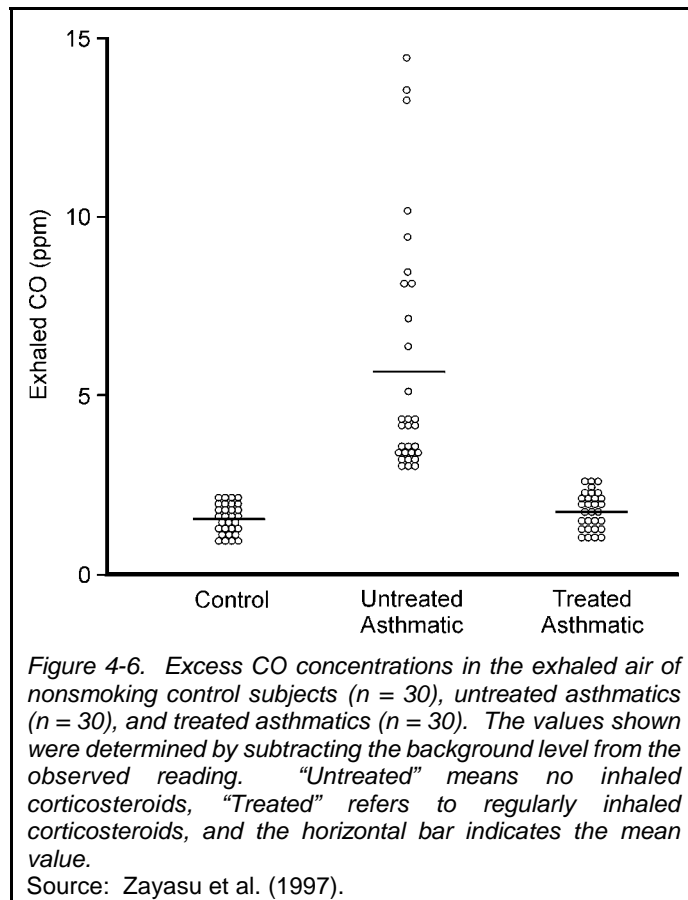 15
10
5
0
Exhaled CO (ppm)
Control
Untreated
Asthmatic
Treated
Asthmatic
Figure 4-6. Excess CO concentrations in the exhaled air of
nonsmoking control subjects (n = 30), untreated asthmatics
(n = 30), and treated asthmatics (n = 30). The values shown
were determined by subtracting the background level from the
observed reading. “Untreated” means no inhaled
corticosteroids, “Treated” refers to regularly inhaled
corticosteroids, and the horizontal bar indicates the mean
value.
Source: Zayasu et al. (1997).